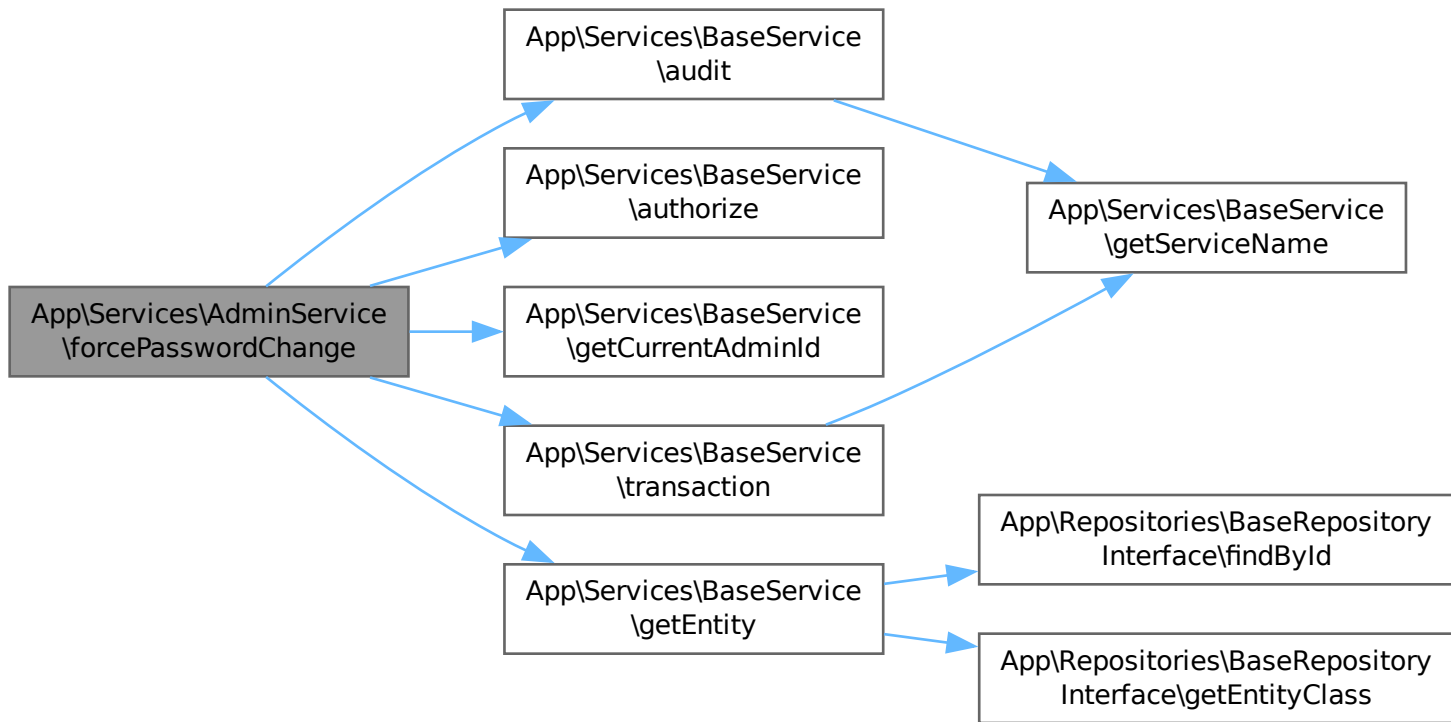 App\Services\BaseService
\audit
App\Services\BaseService
\authorize
App\Services\BaseService
\getServiceName
App\Services\AdminService
\forcePasswordChange
App\Services\BaseService
\getCurrentAdminId
App\Services\BaseService
\transaction
App\Repositories\BaseRepository
Interface\findById
App\Services\BaseService
\getEntity
App\Repositories\BaseRepository
Interface\getEntityClass